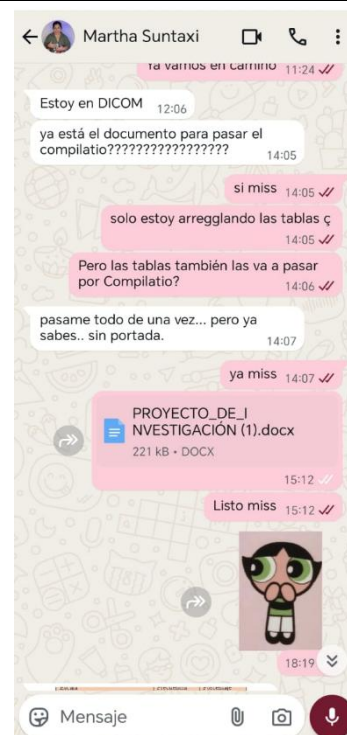 Martha Suntaxi
Ya vamos en camino 11:24
Estoy en DICOM 12:06
ya está el documento para pasar el
compilatio????????????????? 14:05
si miss 14:05
solo estoy arregglando las tablas ç
14:05
Pero las tablas también las va a pasar
por Compilatio? 14:06
pasame todo de una vez... pero ya
sabes.. sin portada. 14:07
ya miss 14:07
PROYECTO_DE_I
NVESTIGACIÓN (1).docx
221 kB • DOCX
15:12
Listo miss 15:12
18:19
Mensaje